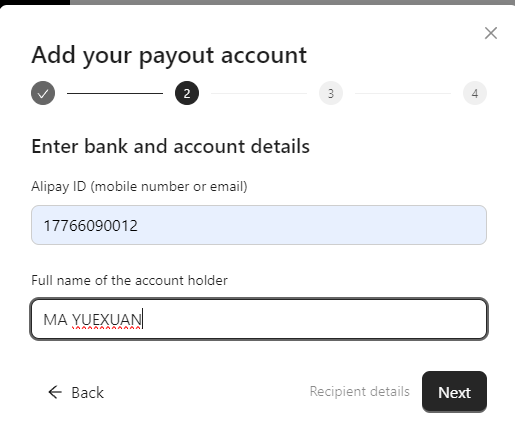 Add your payout account
2
3
4
Enter bank and account details
Alipay ID (mobile number or email)
17766090012
Full name of the account holder
MA YUEXUAN
Back
Recipient details
Next